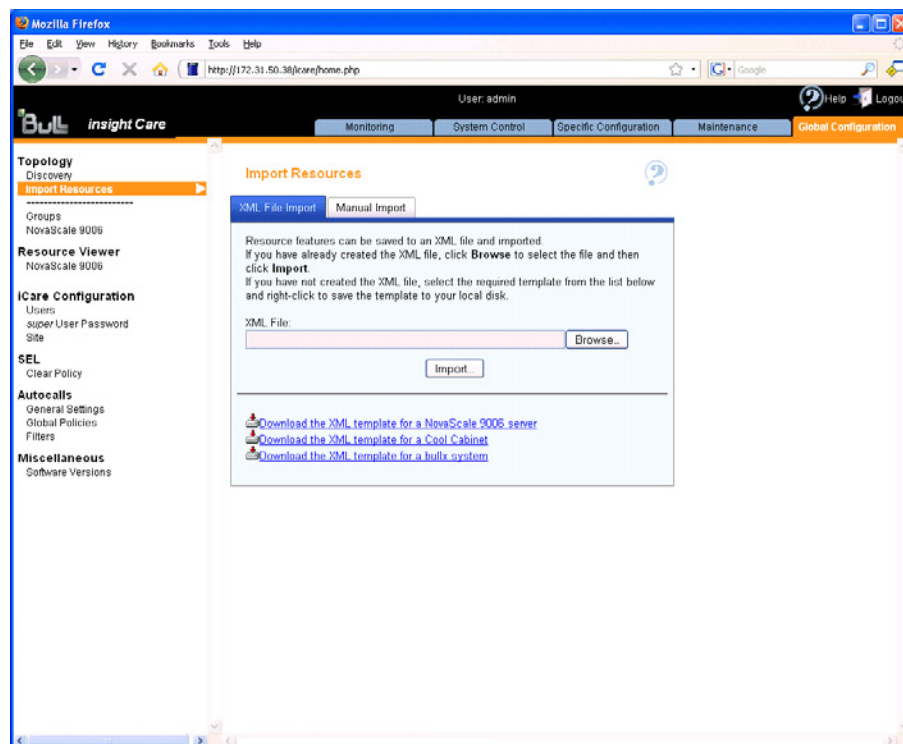 Mozilla Firefox
File Edit View History Bookmarks Tools Help
http://172.31.50.38/icare/home.php
Google
User: admin
Help Logou
Bull insight Care
Monitoring System Control Specific Configuration Maintenance Global Configuration
Topology
Discovery
Import Resources
--------------------------
Groups
NovaScale 9006
Resource Viewer
NovaScale 9006
iCare Configuration
Users
super User Password
Site
SEL
Clear Policy
Autocalls
General Settings
Global Policies
Filters
Miscellaneous
Software Versions
Import Resources
XML File Import Manual Import
Resource features can be saved to an XML file and imported.
If you have already created the XML file, click Browse to select the file and then
click Import.
If you have not created the XML file, select the required template from the list below
and right-click to save the template to your local disk.
XML File:
Browse...
Import...
Download the XML template for a NovaScale 9006 server
Download the XML template for a Cool Cabinet
Download the XML template for a bullx system